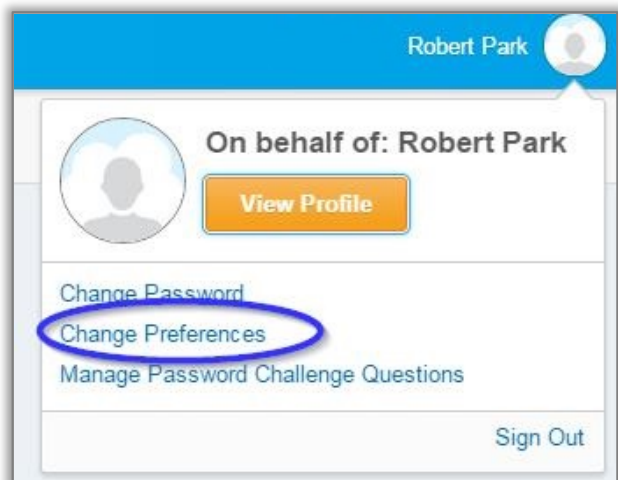 Robert Park
On behalf of: Robert Park
View Profile
Change Password
Change Preferences
Manage Password Challenge Questions
Sign Out